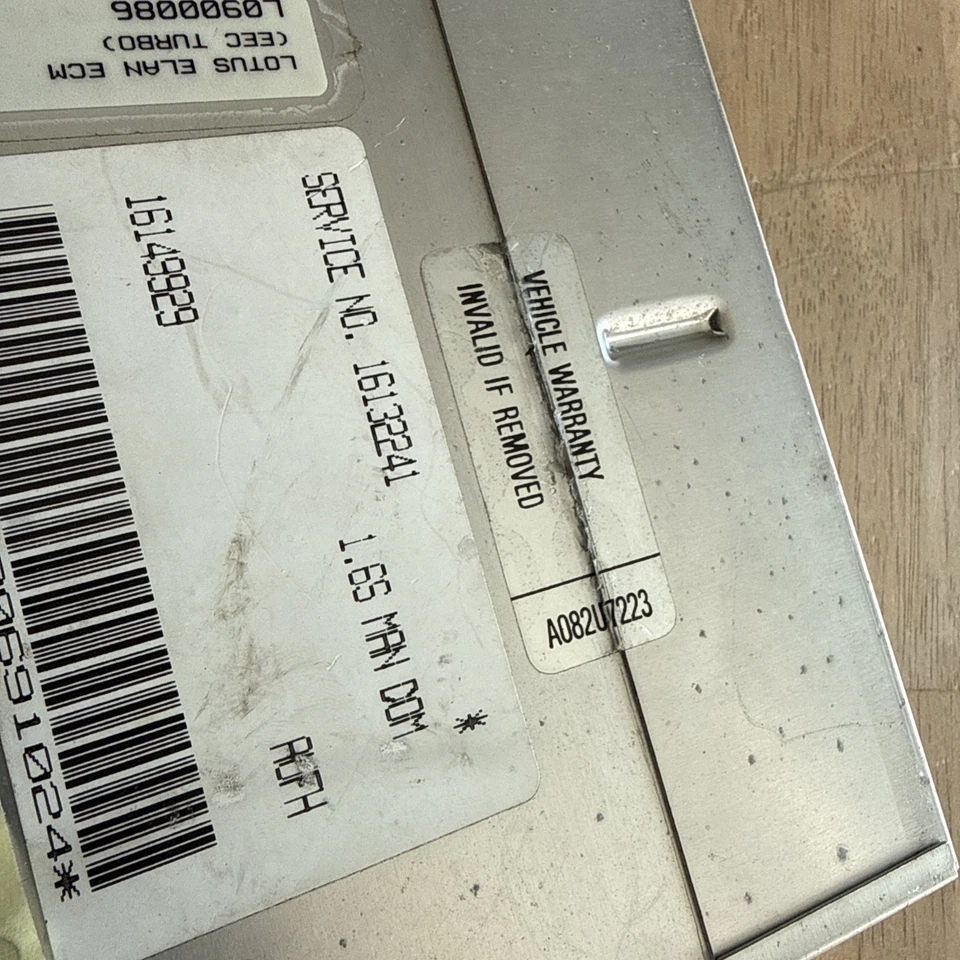 LOTUS ELAN ECM
(EEC TURBO)
L0900086
SERVICE NO. 16132241 *
1.6S MAN DOM
16149929
0691024*
VEHICLE WARRANTY
INVALID IF REMOVED
A082U7223